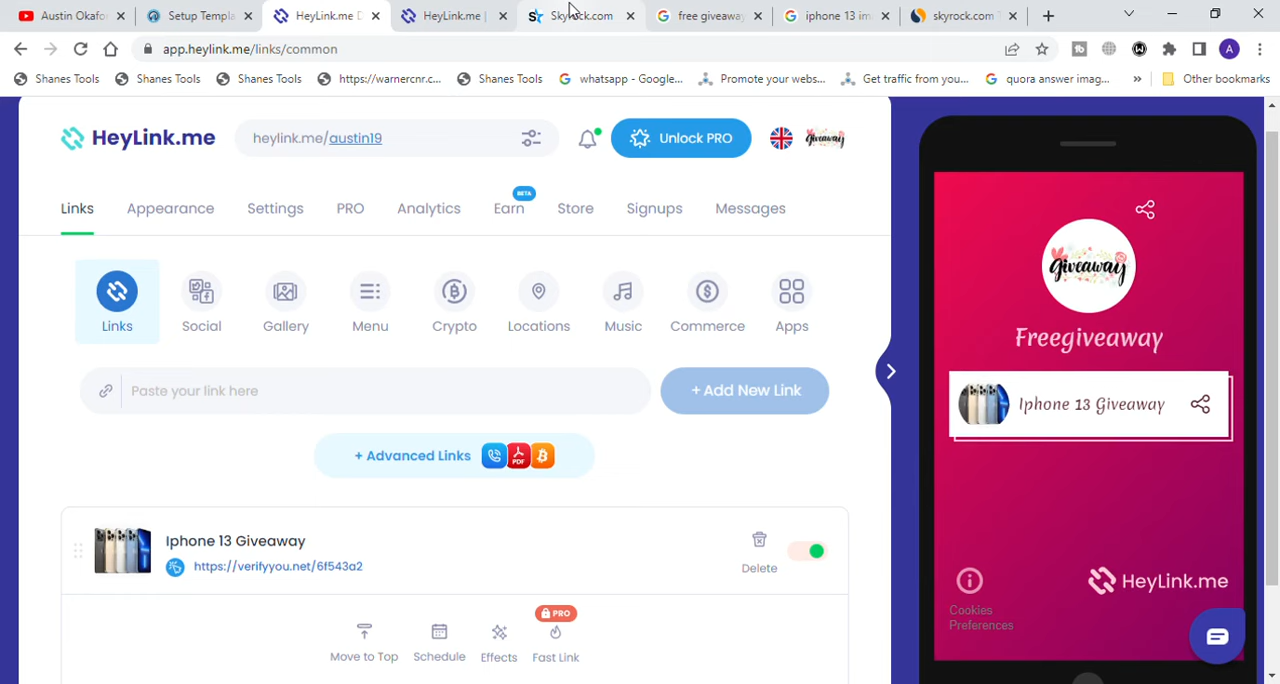 Austin Okafo
Setup Templa
HeyLink.me D
HeyLink.me |
Skyrock.com
free giveaway
iphone 13 im
skyrock.com T
app.heylink.me/links/common
A
Shanes Tools
Shanes Tools
Shanes Tools
https://warnercnr.c...
Shanes Tools
whatsapp - Google...
Promote your webs...
Get traffic from you...
quora answer imag...
»
Other bookmarks
HeyLink.me
heylink.me/austin19
Unlock PRO
giveaway
Links
Appearance
Settings
PRO
Analytics
BETA
Earn
Store
Signups
Messages
Links
Social
Gallery
Menu
Crypto
Locations
Music
Commerce
Apps
Paste your link here
+ Add New Link
+ Advanced Links
PDF
Iphone 13 Giveaway
https://verifyyou.net/6f543a2
Delete
PRO
Move to Top
Schedule
Effects
Fast Link
giveaway
Freegiveaway
Iphone 13 Giveaway
Cookies
Preferences
HeyLink.me